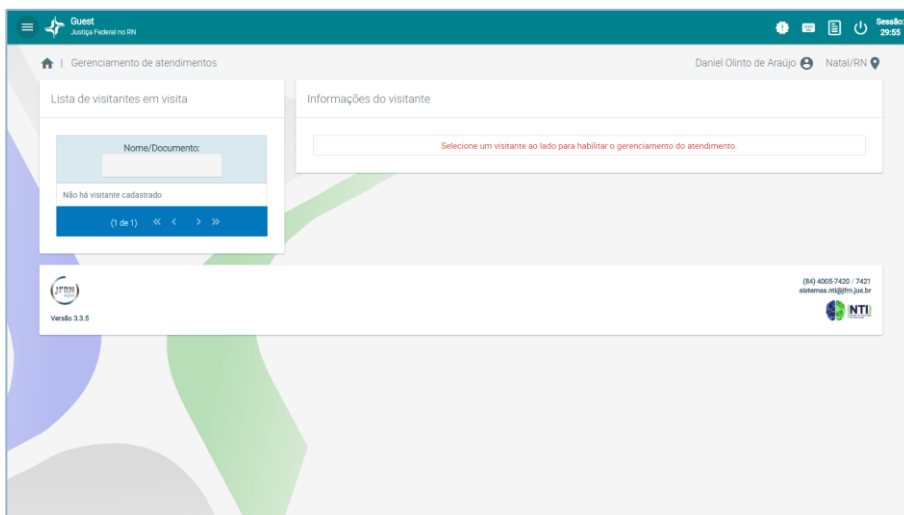 Guest
Justiça Federal no RN
Sessão:
29:55
| Gerenciamento de atendimentos
Daniel Olinto de Araújo
Natal/RN
Lista de visitantes em visita
Informações do visitante
Nome/Documento:
Selecione um visitante ao lado para habilitar o gerenciamento do atendimento.
Não há visitante cadastrado
(1 de 1)
JFRN
Versão 3.3.5
(84) 4005-7420 / 7421
sistemas.nti@jfrn.jus.br
NTI